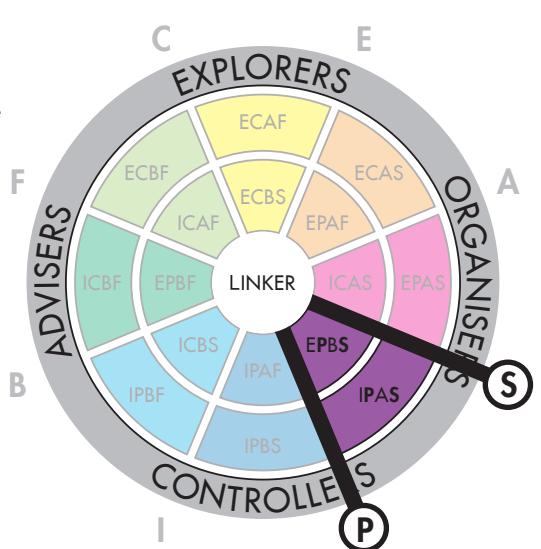 C
E
EXPLORERS
ECAF
ECBF
ECAS
F
A
ECBS
ICAF
EPAF
ADVISERS
ORGANISERS
ICBF
EPBF
LINKER
ICAS
EPAS
ICBS
EPBS
IPAF
B
IPBF
IPAS
S
IPBS
CONTROLLERS
I
P